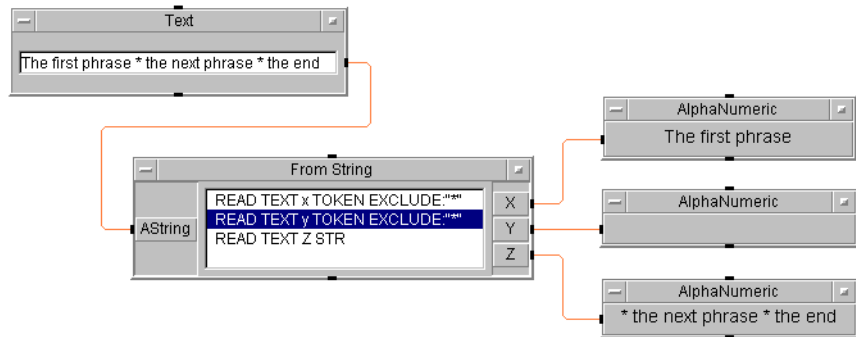 Text
The first phrase * the next phrase * the end
From String
AString
READ TEXT x TOKEN EXCLUDE:"*"
READ TEXT y TOKEN EXCLUDE:"*"
READ TEXT Z STR
X
Y
Z
AlphaNumeric
The first phrase
AlphaNumeric
AlphaNumeric
* the next phrase * the end